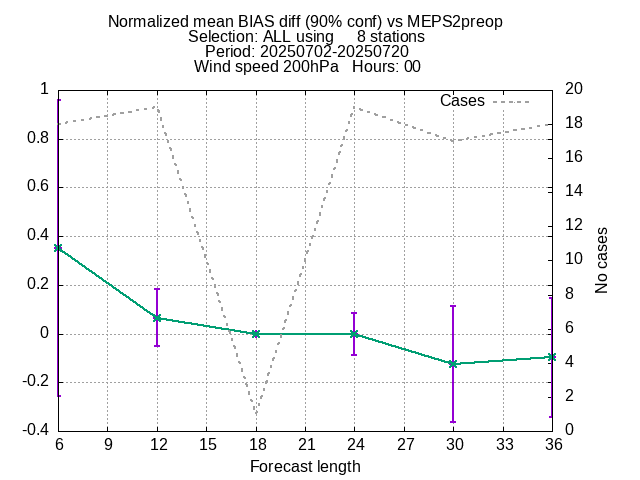 Normalized mean BIAS diff (90% conf) vs MEPS2preop
Selection: ALL using     8 stations
Period: 20250702-20250720
Wind speed 200hPa   Hours: 00
Cases
1
0.8
0.6
0.4
0.2
0
-0.2
-0.4
20
18
16
14
12
10
8
6
4
2
0
No cases
6 9 12 15 18 21 24 27 30 33 36
Forecast length